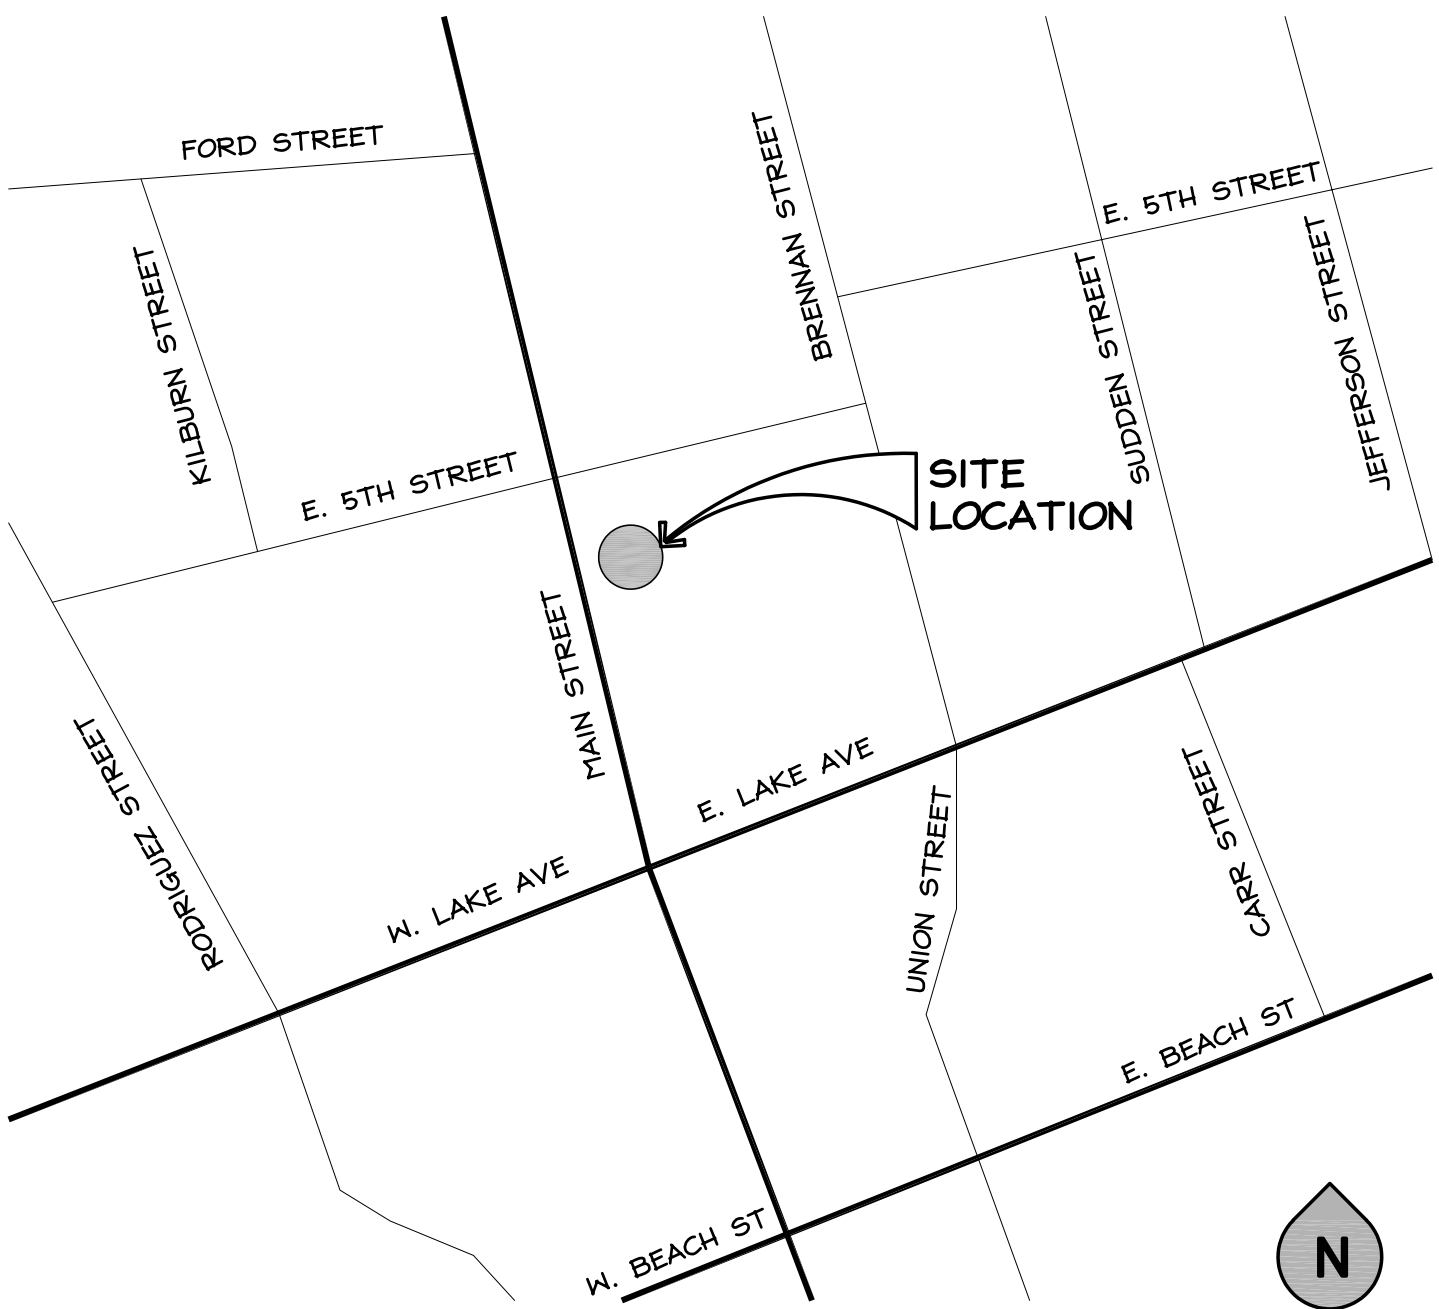 FORD STREET
BRENNAN STREET
E. 5TH STREET
KILBURN STREET
SUDDEN STREET
JEFFERSON STREET
E. 5TH STREET
SITE
LOCATION
MAIN STREET
RODRIGUEZ STREET
E. LAKE AVE
W. LAKE AVE
UNION STREET
CARR STREET
E. BEACH ST
W. BEACH ST
N